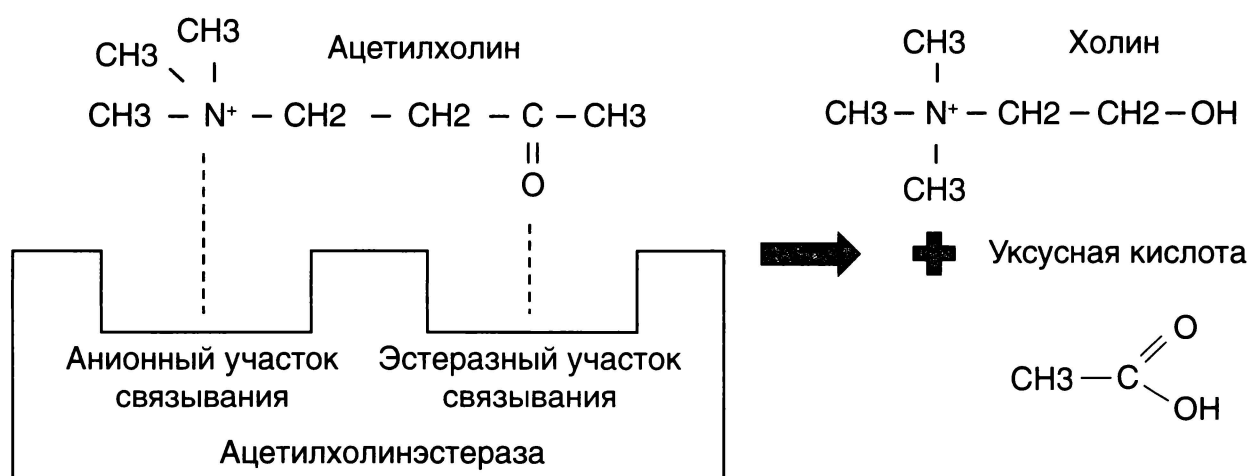 Ацетилхолин
CH3
CH3
CH3 – N+ – CH2 – CH2 – C – CH3
O
Анионный участок связывания
Эстеразный участок связывания
Ацетилхолинэстераза
Холин
CH3
CH3 – N+ – CH2 – CH2 – OH
CH3
Уксусная кислота
O
CH3 – C
OH